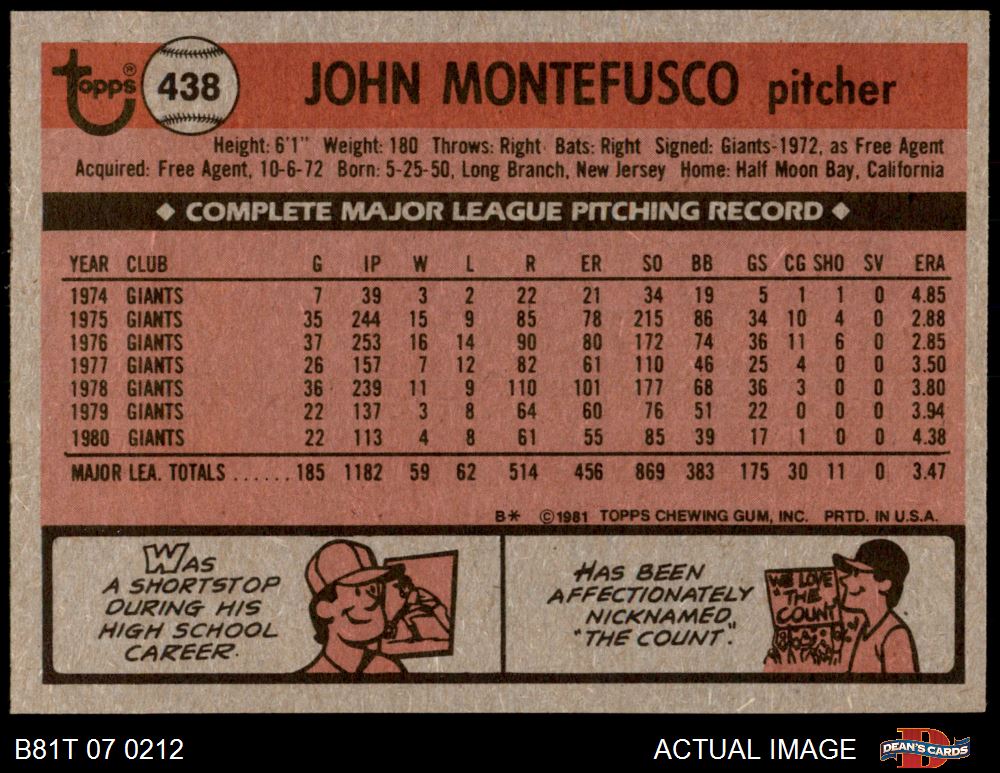 topps®
438
JOHN MONTEFUSCO pitcher
Height: 6'1" Weight: 180 Throws: Right Bats: Right Signed: Giants-1972, as Free Agent
Acquired: Free Agent, 10-6-72 Born: 5-25-50, Long Branch, New Jersey Home: Half Moon Bay, California
◆ COMPLETE MAJOR LEAGUE PITCHING RECORD ◆
YEAR CLUB G IP W L R ER SO BB GS CG SHO SV ERA
1974 GIANTS 7 39 3 2 22 21 34 19 5 1 1 0 4.85
1975 GIANTS 35 244 15 9 85 78 215 86 34 10 4 0 2.88
1976 GIANTS 37 253 16 14 90 80 172 74 36 11 6 0 2.85
1977 GIANTS 26 157 7 12 82 61 110 46 25 4 0 0 3.50
1978 GIANTS 36 239 11 9 110 101 177 68 36 3 0 0 3.80
1979 GIANTS 22 137 3 8 64 60 76 51 22 0 0 0 3.94
1980 GIANTS 22 113 4 8 61 55 85 39 17 1 0 0 4.38
MAJOR LEA. TOTALS ...... 185 1182 59 62 514 456 869 383 175 30 11 0 3.47
B* ©1981 TOPPS CHEWING GUM, INC. PRTD. IN U.S.A.
WAS
A SHORTSTOP
DURING HIS
HIGH SCHOOL
CAREER.
HAS BEEN
AFFECTIONATELY
NICKNAMED
"THE COUNT".
WE LOVE
"THE
COUNT"
B81T 07 0212
ACTUAL IMAGE
DEAN'S CARDS